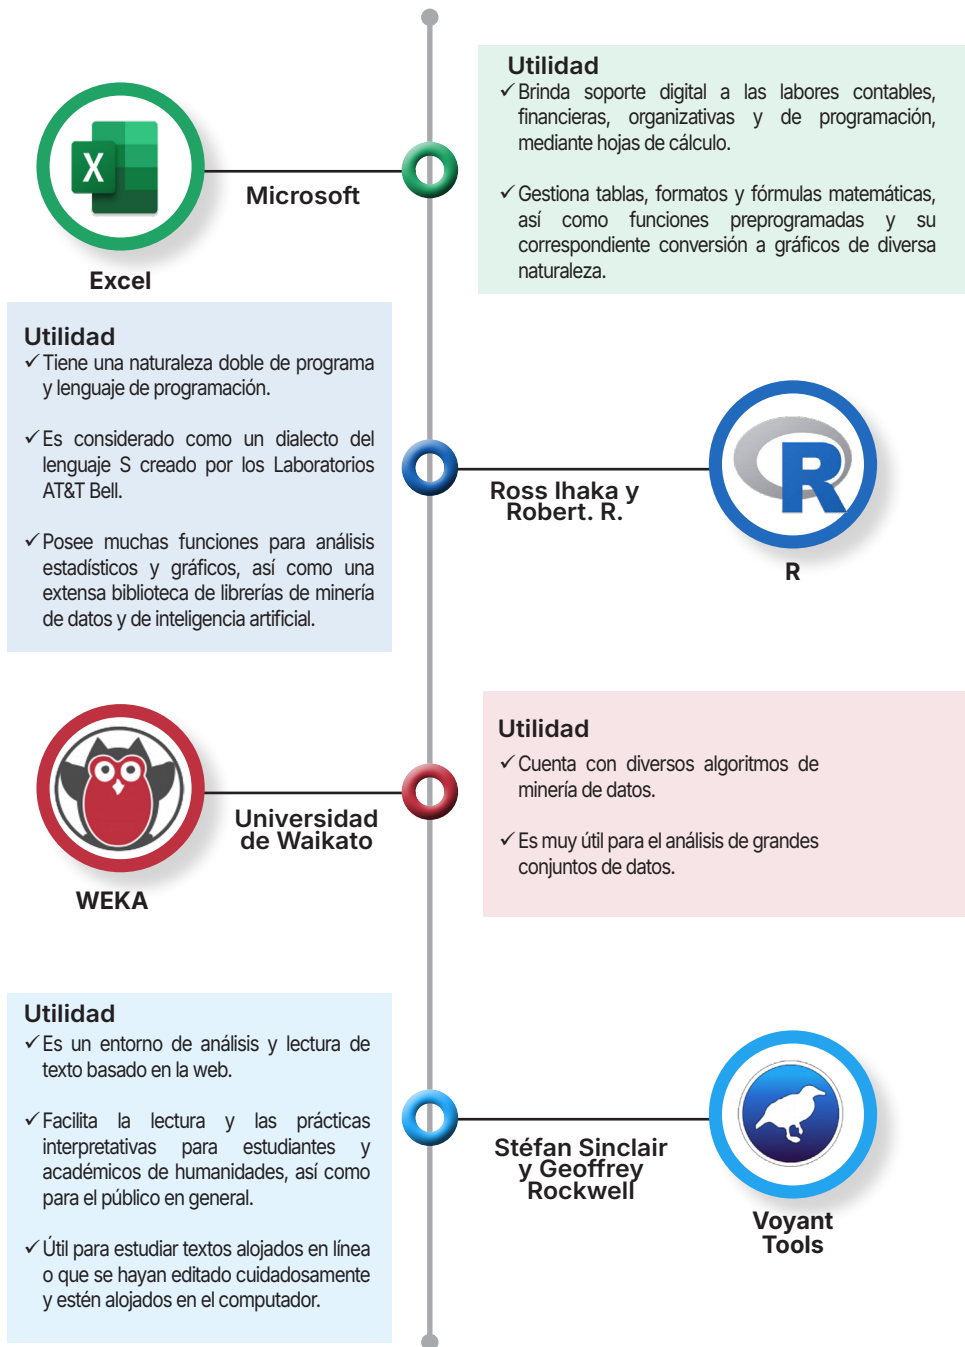 Utilidad
✓ Brinda soporte digital a las labores contables,
financieras, organizativas y de programación,
mediante hojas de cálculo.
✓ Gestiona tablas, formatos y fórmulas matemáticas,
así como funciones preprogramadas y su
correspondiente conversión a gráficos de diversa
naturaleza.
X
Microsoft
Excel
Utilidad
✓ Tiene una naturaleza doble de programa
y lenguaje de programación.
✓ Es considerado como un dialecto del
lenguaje S creado por los Laboratorios
AT&T Bell.
✓ Posee muchas funciones para análisis
estadísticos y gráficos, así como una
extensa biblioteca de librerías de minería
de datos y de inteligencia artificial.
R
Ross Ihaka y
Robert. R.
R
Utilidad
✓ Cuenta con diversos algoritmos de
minería de datos.
✓ Es muy útil para el análisis de grandes
conjuntos de datos.
Universidad
de Waikato
WEKA
Utilidad
✓ Es un entorno de análisis y lectura de
texto basado en la web.
✓ Facilita la lectura y las prácticas
interpretativas para estudiantes y
académicos de humanidades, así como
para el público en general.
✓ Útil para estudiar textos alojados en línea
o que se hayan editado cuidadosamente
y estén alojados en el computador.
Stéfan Sinclair
y Geoffrey
Rockwell
Voyant
Tools